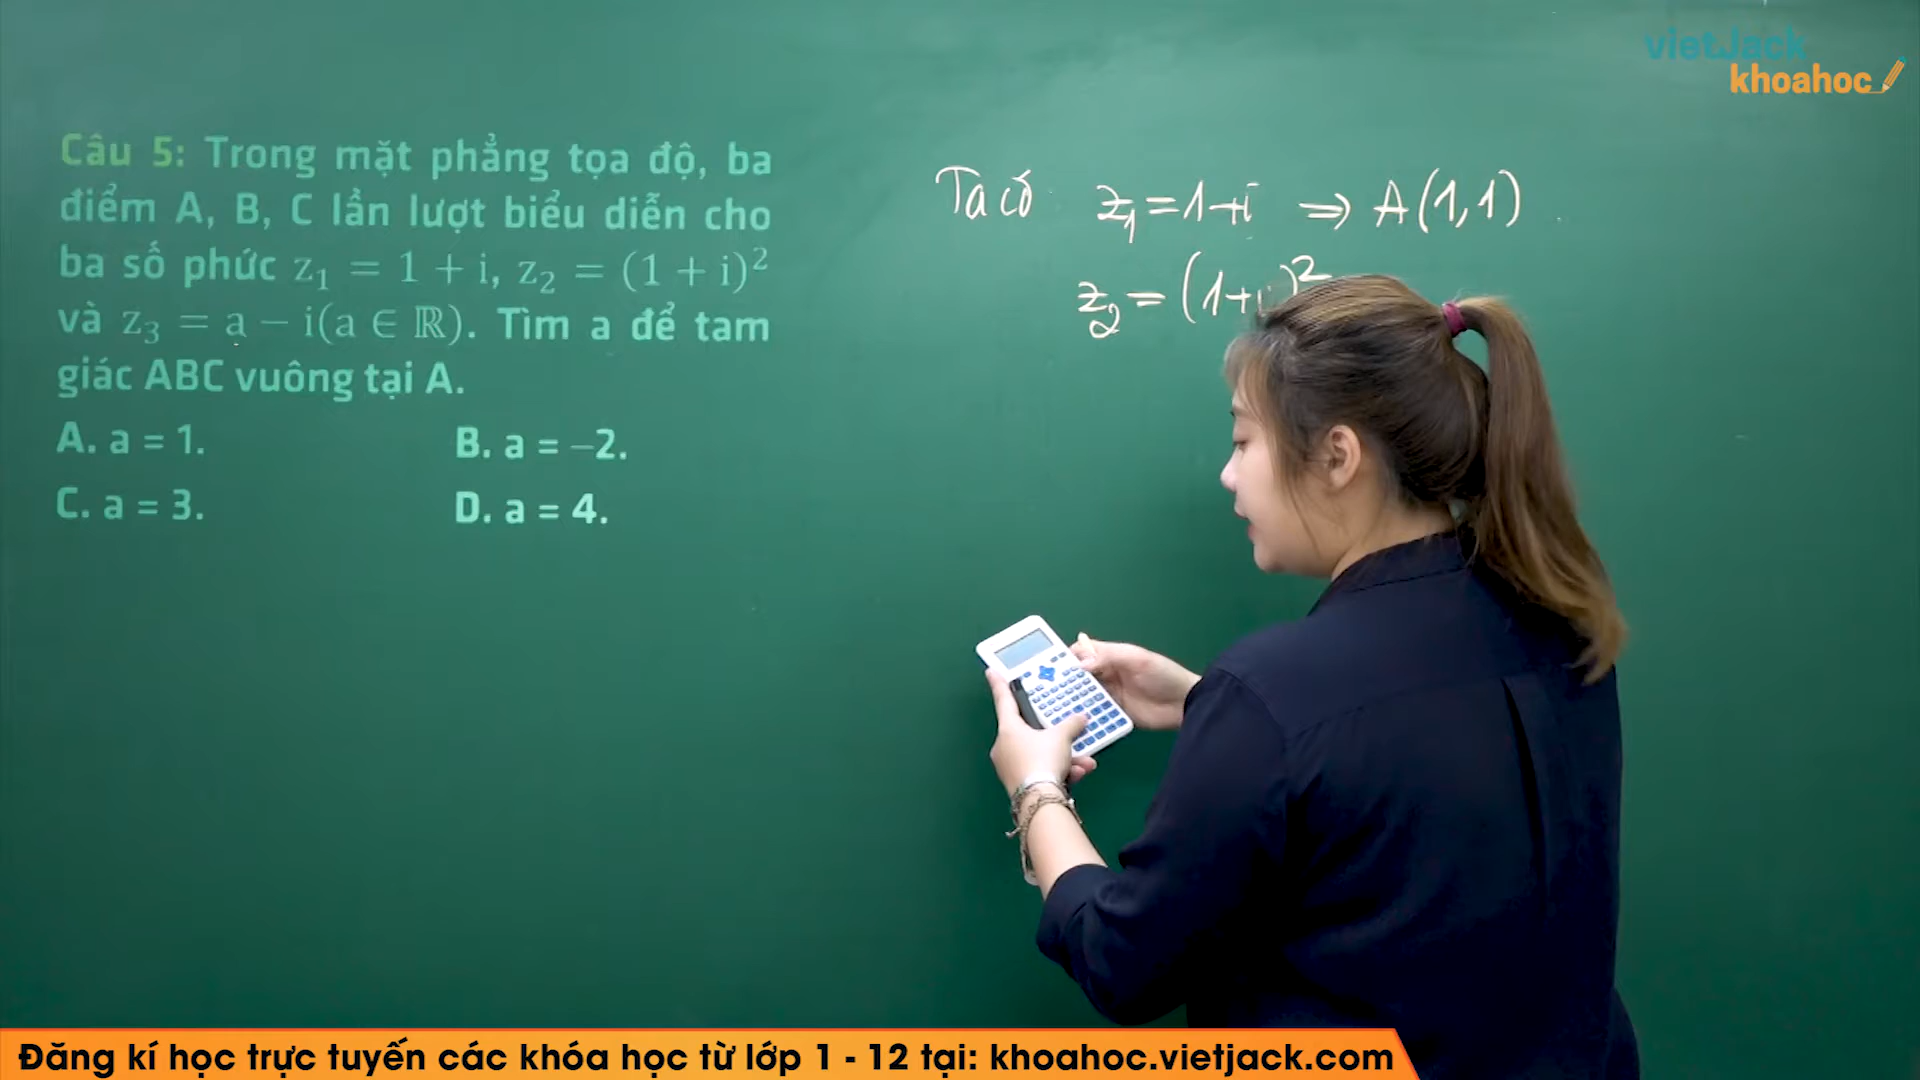 vietJack
khoahoc
Câu 5: Trong mặt phẳng tọa độ, ba
điểm A, B, C lần lượt biểu diễn cho
ba số phức z₁ = 1 + i, z₂ = (1 + i)²
và z₃ = a − i(a ∈ ℝ). Tìm a để tam
giác ABC vuông tại A.
A. a = 1. B. a = −2.
C. a = 3. D. a = 4.
Ta có z₁ = 1+i ⇒ A(1,1)
z₂ = (1+i)²
Đăng kí học trực tuyến các khóa học từ lớp 1 - 12 tại: khoahoc.vietjack.com